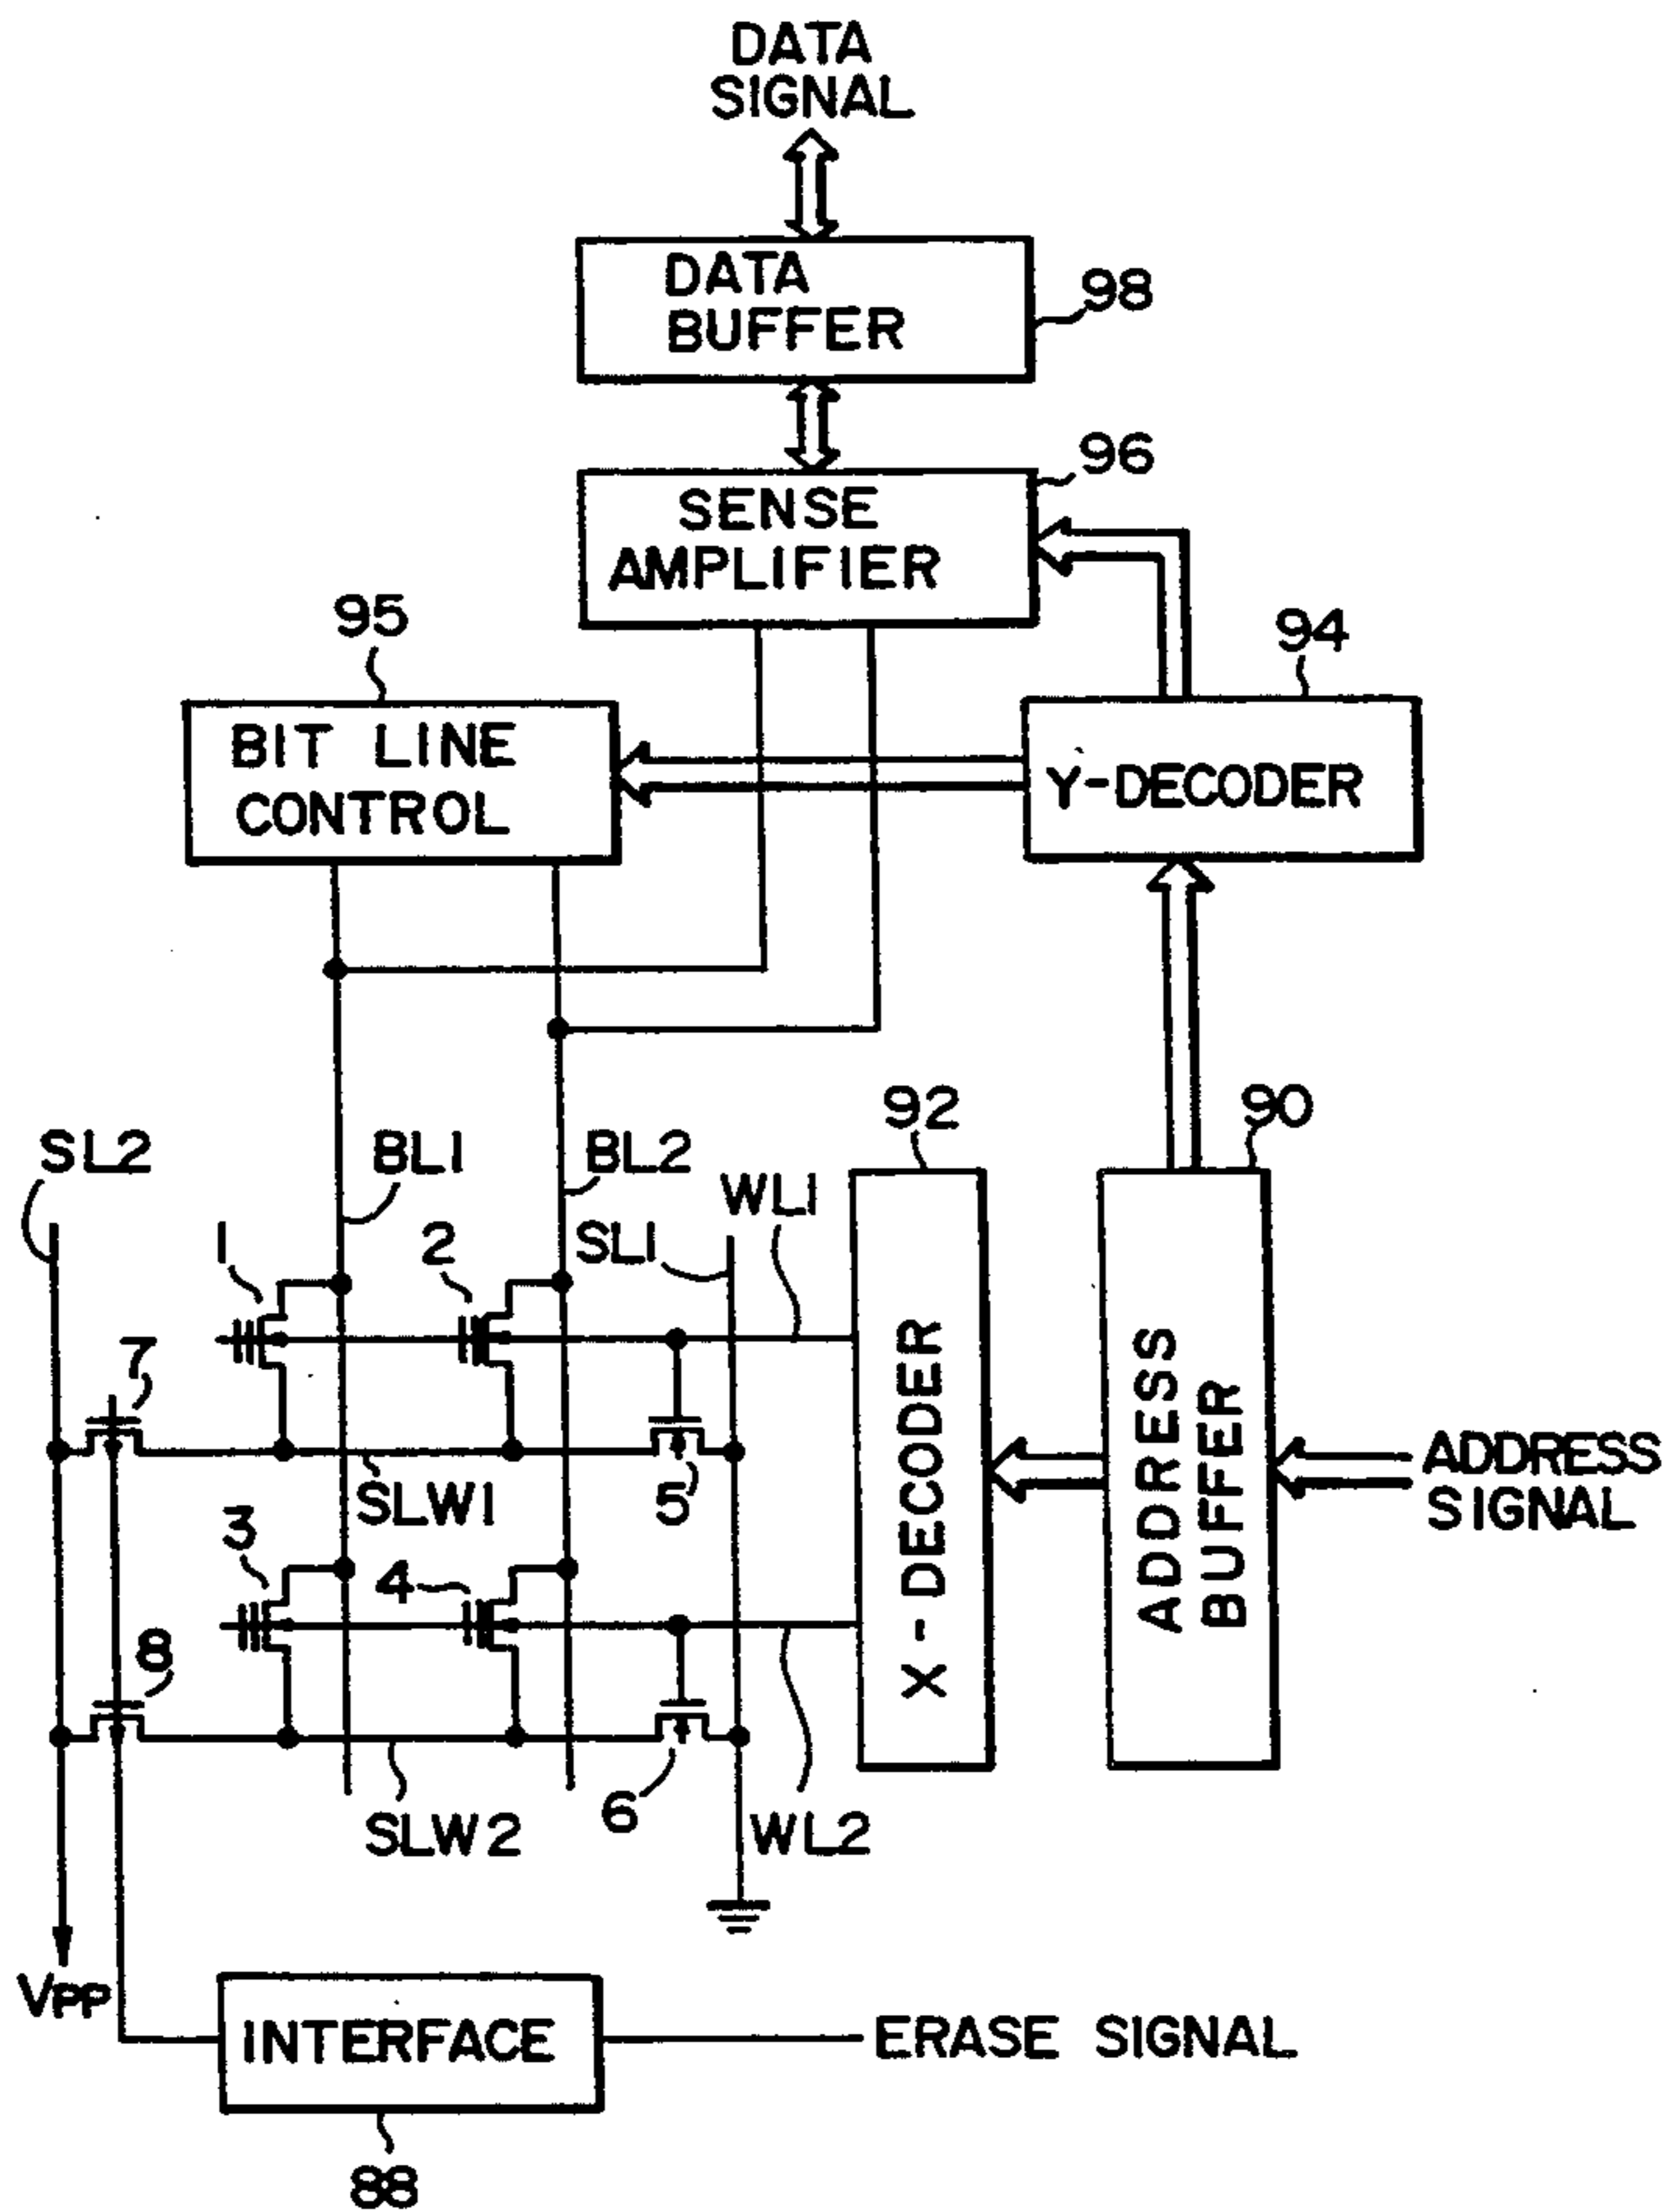 DATA
SIGNAL
DATA
BUFFER
98
96
SENSE
AMPLIFIER
95
94
BIT LINE
CONTROL
Y-DECODER
92
90
SL2
BL1
BL2
WL1
1
2
SL1
7
X-DECODER
ADDRESS
BUFFER
ADDRESS
SIGNAL
SLW1
5
3
4
8
6
SLW2
WL2
VPP
INTERFACE
ERASE SIGNAL
88